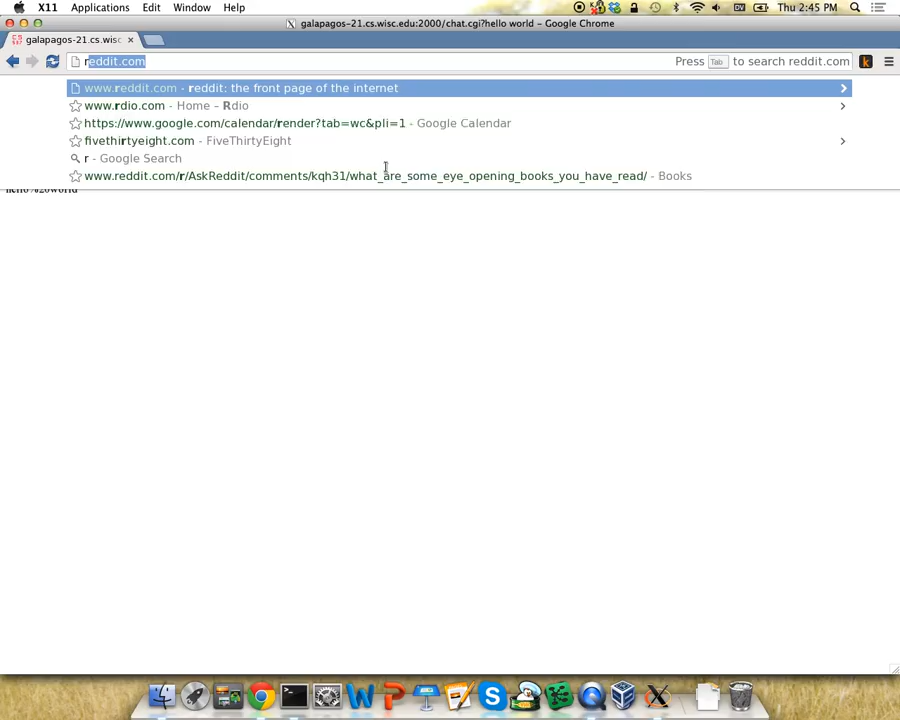 X11 Applications Edit Window Help Thu 2:45 PM
galapagos-21.cs.wisc.edu:2000/chat.cgi?hello world – Google Chrome
galapagos-21.cs.wisc
reddit.com Press Tab to search reddit.com
www.reddit.com - reddit: the front page of the internet
www.rdio.com - Home – Rdio
https://www.google.com/calendar/render?tab=wc&pli=1 - Google Calendar
fivethirtyeight.com - FiveThirtyEight
r - Google Search
www.reddit.com/r/AskReddit/comments/kqh31/what_are_some_eye_opening_books_you_have_read/ - Books
hello%20world